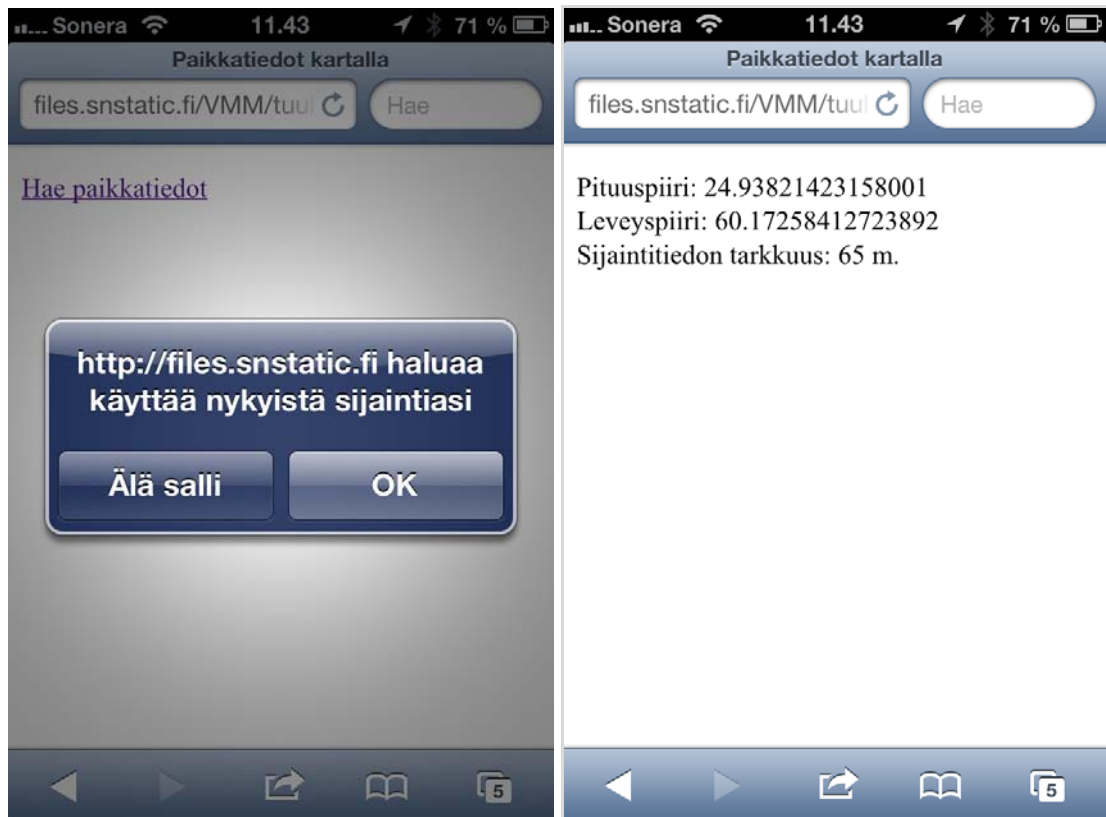 Sonera 11.43 71 %
Paikkatiedot kartalla
files.snstatic.fi/VMM/tuul Hae
Hae paikkatiedot
http://files.snstatic.fi haluaa
käyttää nykyistä sijaintiasi
Älä salli OK
5
Sonera 11.43 71 %
Paikkatiedot kartalla
files.snstatic.fi/VMM/tuul Hae
Pituuspiiri: 24.93821423158001
Leveyspiiri: 60.17258412723892
Sijaintitiedon tarkkuus: 65 m.
5